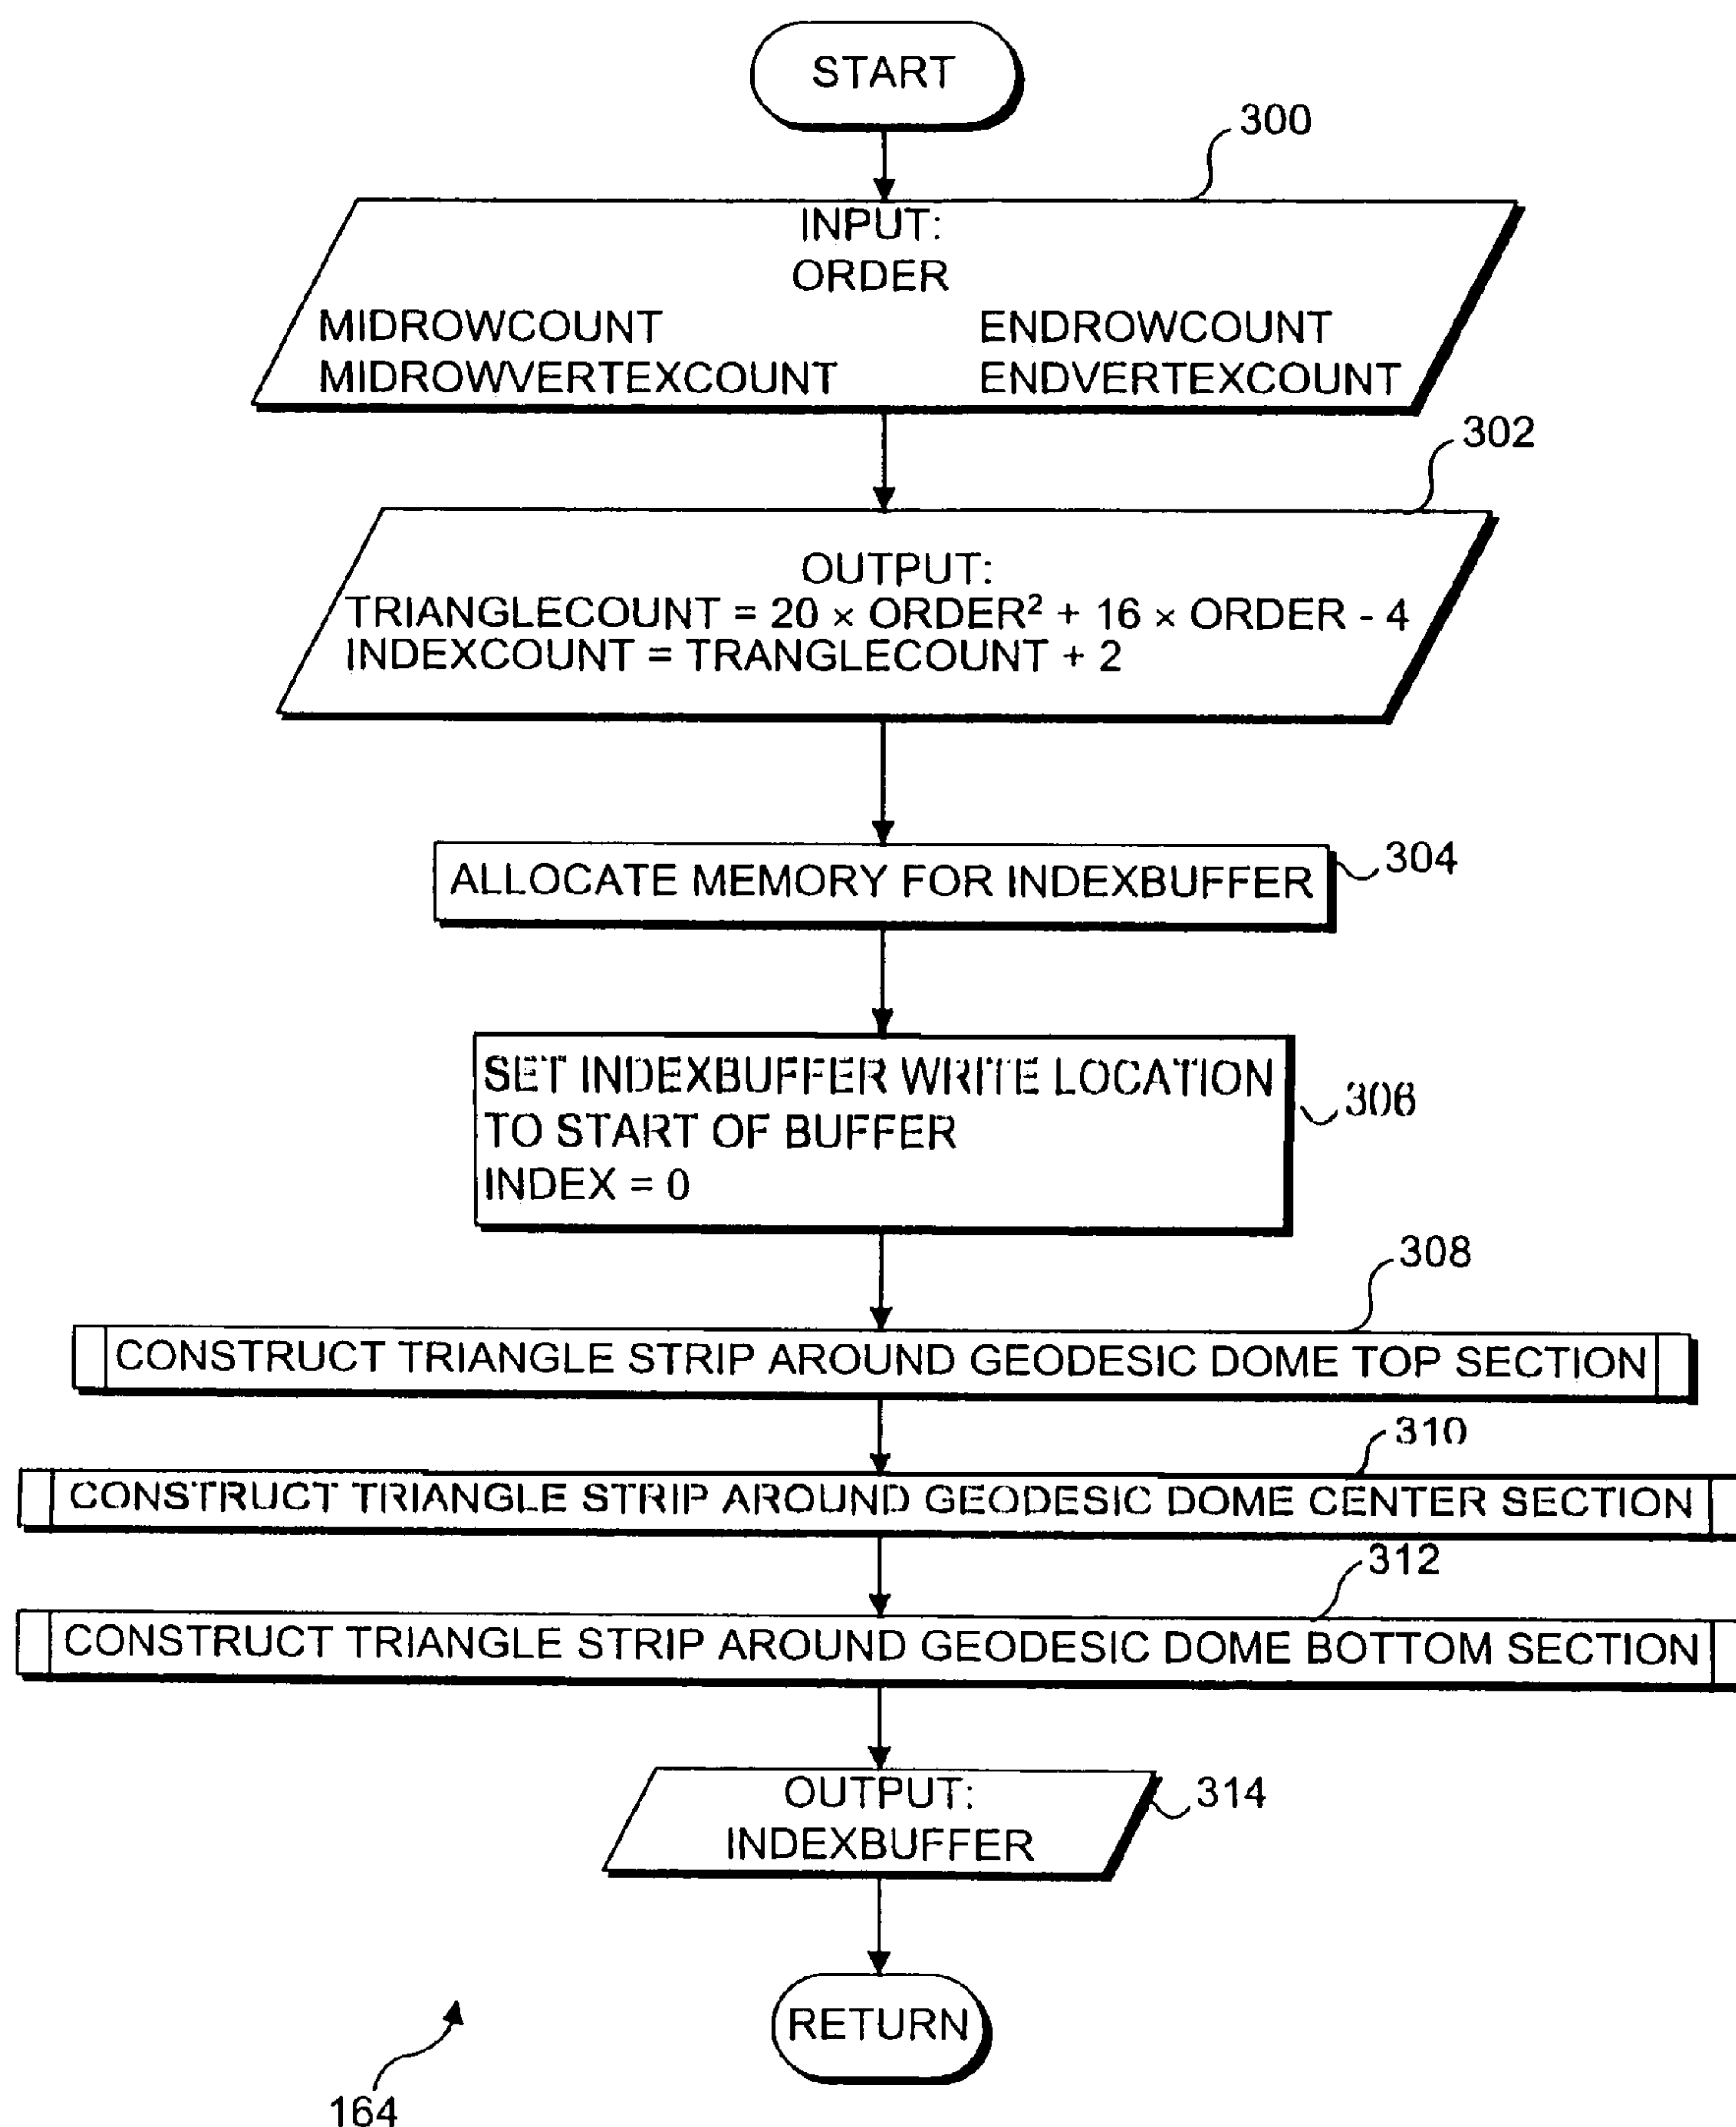 START
300
INPUT:
ORDER
MIDROWCOUNT ENDROWCOUNT
MIDROWVERTEXCOUNT ENDVERTEXCOUNT
302
OUTPUT:
TRIANGLECOUNT = 20 × ORDER² + 16 × ORDER - 4
INDEXCOUNT = TRANGLECOUNT + 2
ALLOCATE MEMORY FOR INDEXBUFFER
304
SET INDEXBUFFER WRITE LOCATION
TO START OF BUFFER
INDEX = 0
306
308
CONSTRUCT TRIANGLE STRIP AROUND GEODESIC DOME TOP SECTION
310
CONSTRUCT TRIANGLE STRIP AROUND GEODESIC DOME CENTER SECTION
312
CONSTRUCT TRIANGLE STRIP AROUND GEODESIC DOME BOTTOM SECTION
OUTPUT:
INDEXBUFFER
314
RETURN
164